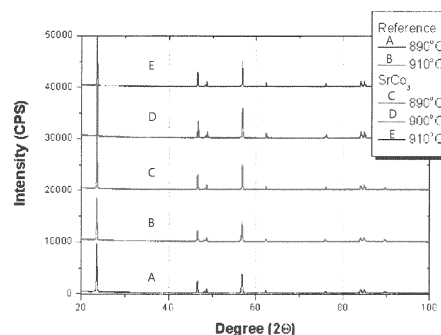 Reference
A 890°C
B 910°C
SrCo₃
C 890°C
D 900°C
E 910°C
50000
40000
30000
20000
10000
0
Intensity (CPS)
E
D
C
B
A
20 40 60 80 100
Degree (2Θ)